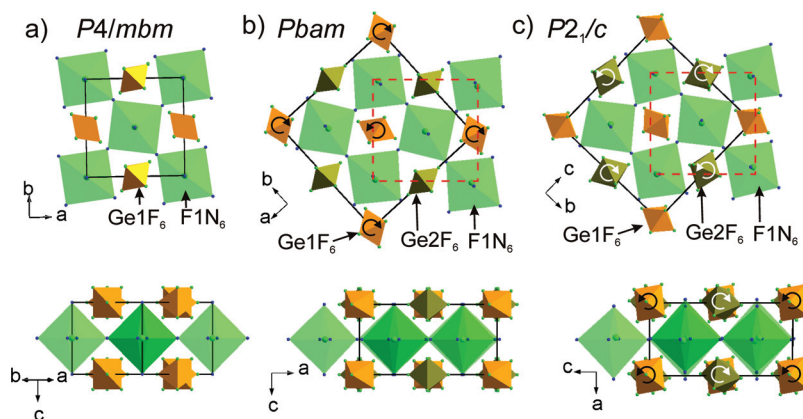 a) P4/mbm
b) Pbam
c) P2₁/c
b
a
Ge1F₆
F1N₆
b
a
Ge1F₆
Ge2F₆
F1N₆
c
b
Ge1F₆
Ge2F₆
F1N₆
b
a
c
a
c
c
a